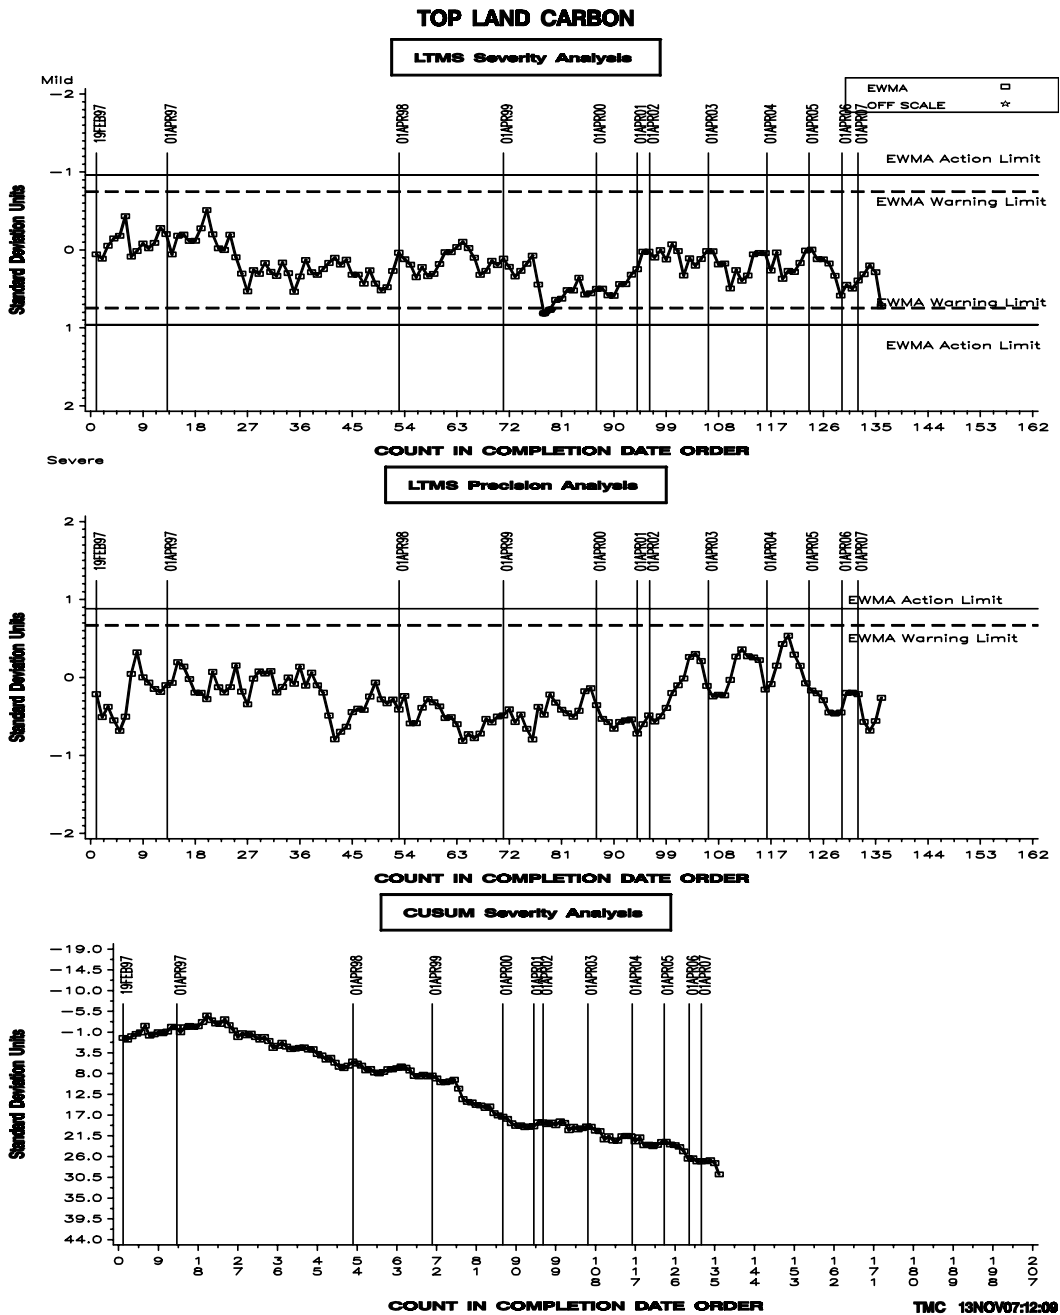 TOP LAND CARBON
LTMS Severity Analysis
Mild
EWMA
OFF SCALE
19FEB97 01APR97 01APR98 01APR99 01APR00 01APR01 01APR02 01APR03 01APR04 01APR05 01APR06 01APR07
Standard Deviation Units
-2
-1
0
1
2
EWMA Action Limit
EWMA Warning Limit
EWMA Warning Limit
EWMA Action Limit
0 9 18 27 36 45 54 63 72 81 90 99 108 117 126 135 144 153 162
COUNT IN COMPLETION DATE ORDER
Severe
LTMS Precision Analysis
19FEB97 01APR97 01APR98 01APR99 01APR00 01APR01 01APR02 01APR03 01APR04 01APR05 01APR06 01APR07
Standard Deviation Units
2
1
0
-1
-2
EWMA Action Limit
EWMA Warning Limit
0 9 18 27 36 45 54 63 72 81 90 99 108 117 126 135 144 153 162
COUNT IN COMPLETION DATE ORDER
CUSUM Severity Analysis
19FEB97 01APR97 01APR98 01APR99 01APR00 01APR01 01APR02 01APR03 01APR04 01APR05 01APR06 01APR07
Standard Deviation Units
-19.0
-14.5
-10.0
-5.5
-1.0
3.5
8.0
12.5
17.0
21.5
26.0
30.5
35.0
39.5
44.0
0 9 18 27 36 45 54 63 72 81 90 99 108 117 126 135 144 153 162 171 180 189 198 207
COUNT IN COMPLETION DATE ORDER
TMC 13NOV07:12:09